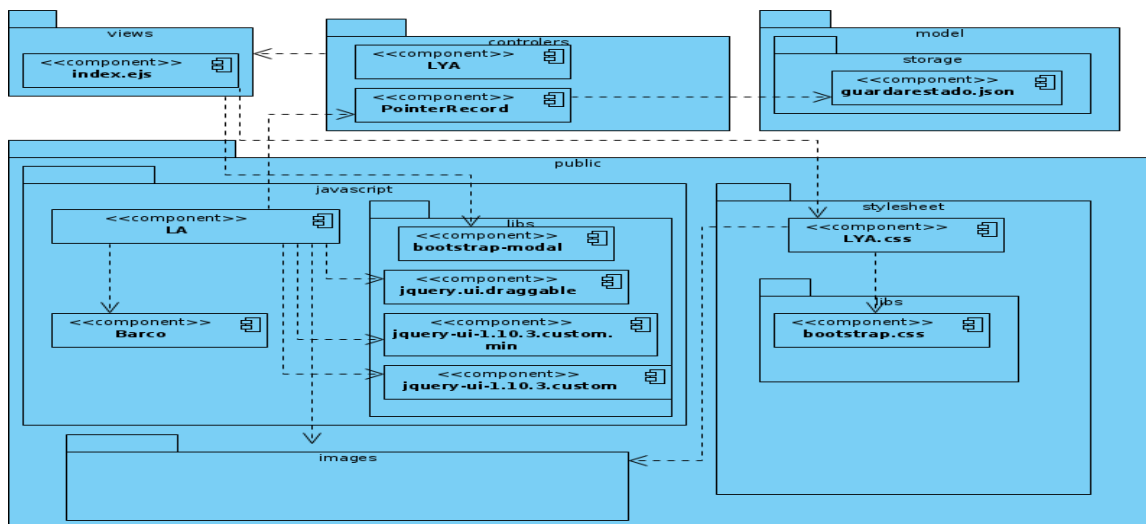 views
<<component>>
index.ejs
controlers
<<component>>
LYA
<<component>>
PointerRecord
model
storage
<<component>>
guardarestado.json
public
javascript
<<component>>
LA
<<component>>
Barco
libs
<<component>>
bootstrap-modal
<<component>>
jquery.ui.draggable
<<component>>
jquery-ui-1.10.3.custom.
min
<<component>>
jquery-ui-1.10.3.custom
images
stylesheet
<<component>>
LYA.css
libs
<<component>>
bootstrap.css